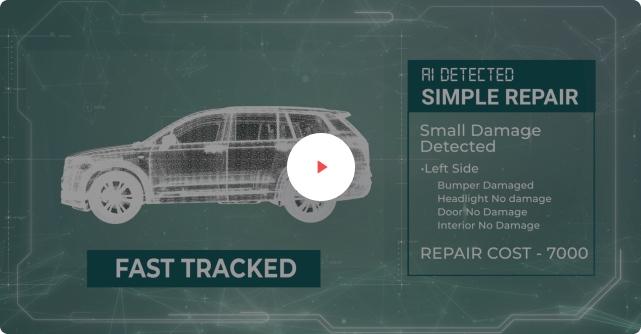 AI DETECTED
SIMPLE REPAIR
Small Damage
Detected
•Left Side
Bumper Damaged
Headlight No damage
Door No Damage
Interior No Damage
REPAIR COST - 7000
FAST TRACKED